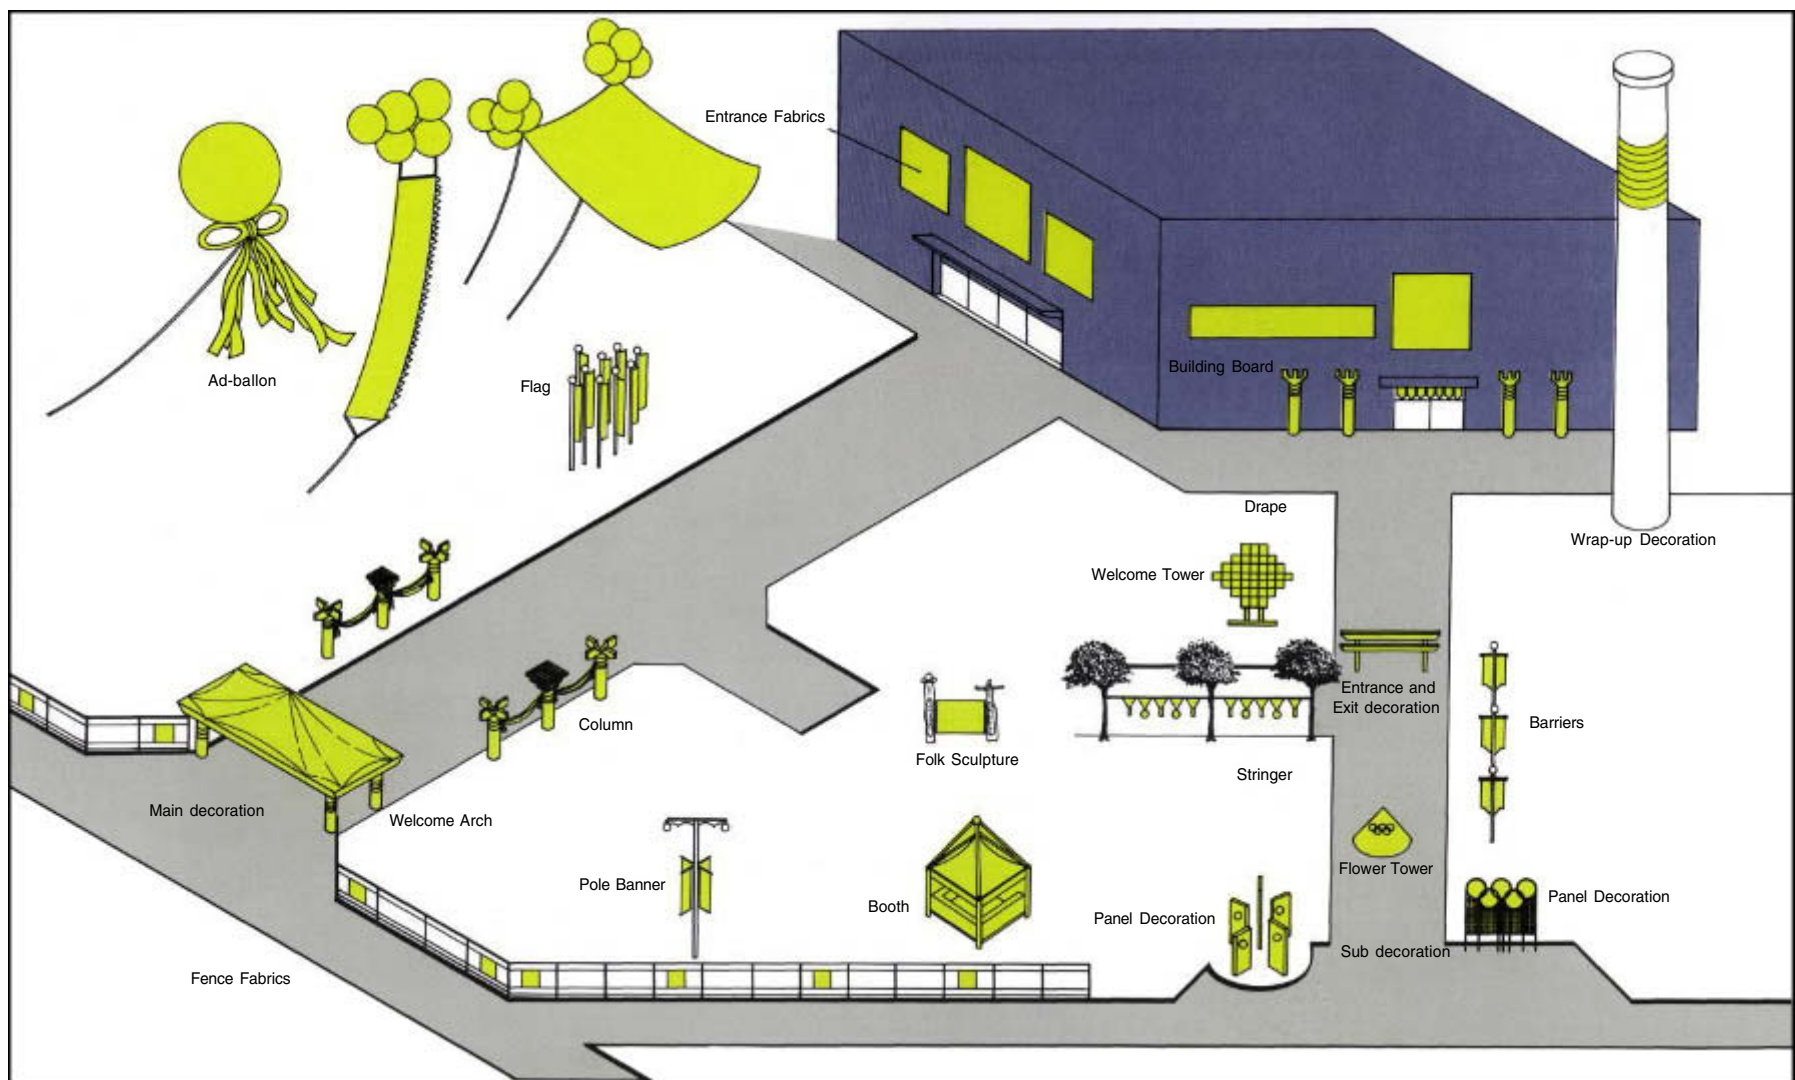 Entrance Fabrics
Building Board
Ad-ballon
Flag
Drape
Wrap-up Decoration
Welcome Tower
Entrance and
Exit decoration
Column
Folk Sculpture
Barriers
Stringer
Main decoration
Welcome Arch
Flower Tower
Pole Banner
Booth
Panel Decoration
Panel Decoration
Sub decoration
Fence Fabrics